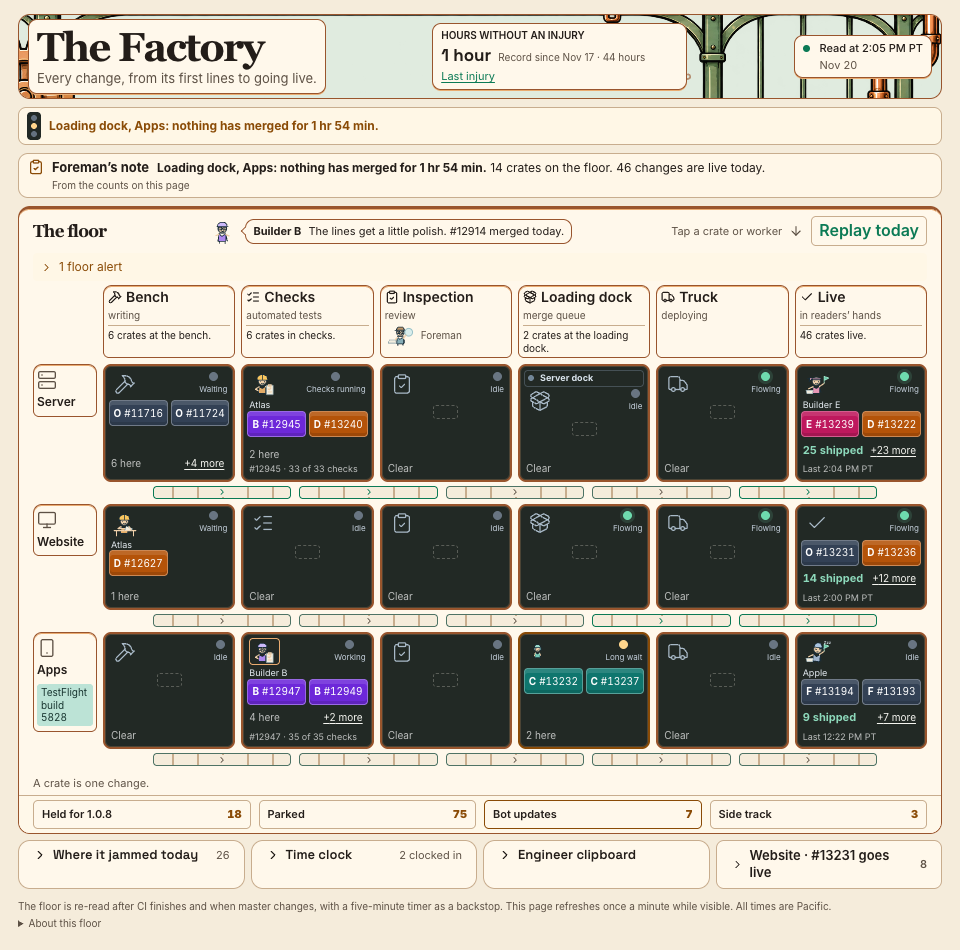 The Factory
Every change, from its first lines to going live.
HOURS WITHOUT AN INJURY
1 hour Record since Nov 17 · 44 hours
Last injury
Read at 2:05 PM PT
Nov 20
Loading dock, Apps: nothing has merged for 1 hr 54 min.
Foreman's note Loading dock, Apps: nothing has merged for 1 hr 54 min. 14 crates on the floor. 46 changes are live today.
From the counts on this page
The floor
Builder B The lines get a little polish. #12914 merged today.
Tap a crate or worker
Replay today
1 floor alert
Bench
writing
6 crates at the bench.
Checks
automated tests
6 crates in checks.
Inspection
review
Foreman
Loading dock
merge queue
2 crates at the loading
dock.
Truck
deploying
Live
in readers' hands
46 crates live.
Server
Waiting
O #11716 O #11724
6 here +4 more
Checks running
Atlas
B #12945 D #13240
2 here
#12945 · 33 of 33 checks
Idle
Clear
Server dock
Idle
Clear
Flowing
Clear
Flowing
Builder E
E #13239 D #13222
25 shipped +23 more
Last 2:04 PM PT
Website
Waiting
Atlas
D #12627
1 here
Idle
Clear
Idle
Clear
Flowing
Clear
Flowing
Clear
Flowing
O #13231 D #13236
14 shipped +12 more
Last 2:00 PM PT
Apps
TestFlight
build
5828
Idle
Clear
Working
Builder B
B #12947 B #12949
4 here +2 more
#12947 · 35 of 35 checks
Idle
Clear
Long wait
C #13232 C #13237
2 here
Idle
Clear
Idle
Apple
F #13194 F #13193
9 shipped +7 more
Last 12:22 PM PT
A crate is one change.
Held for 1.0.8 18
Parked 75
Bot updates 7
Side track 3
Where it jammed today 26
Time clock 2 clocked in
Engineer clipboard
Website · #13231 goes
live 8
The floor is re-read after CI finishes and when master changes, with a five-minute timer as a backstop. This page refreshes once a minute while visible. All times are Pacific.
About this floor